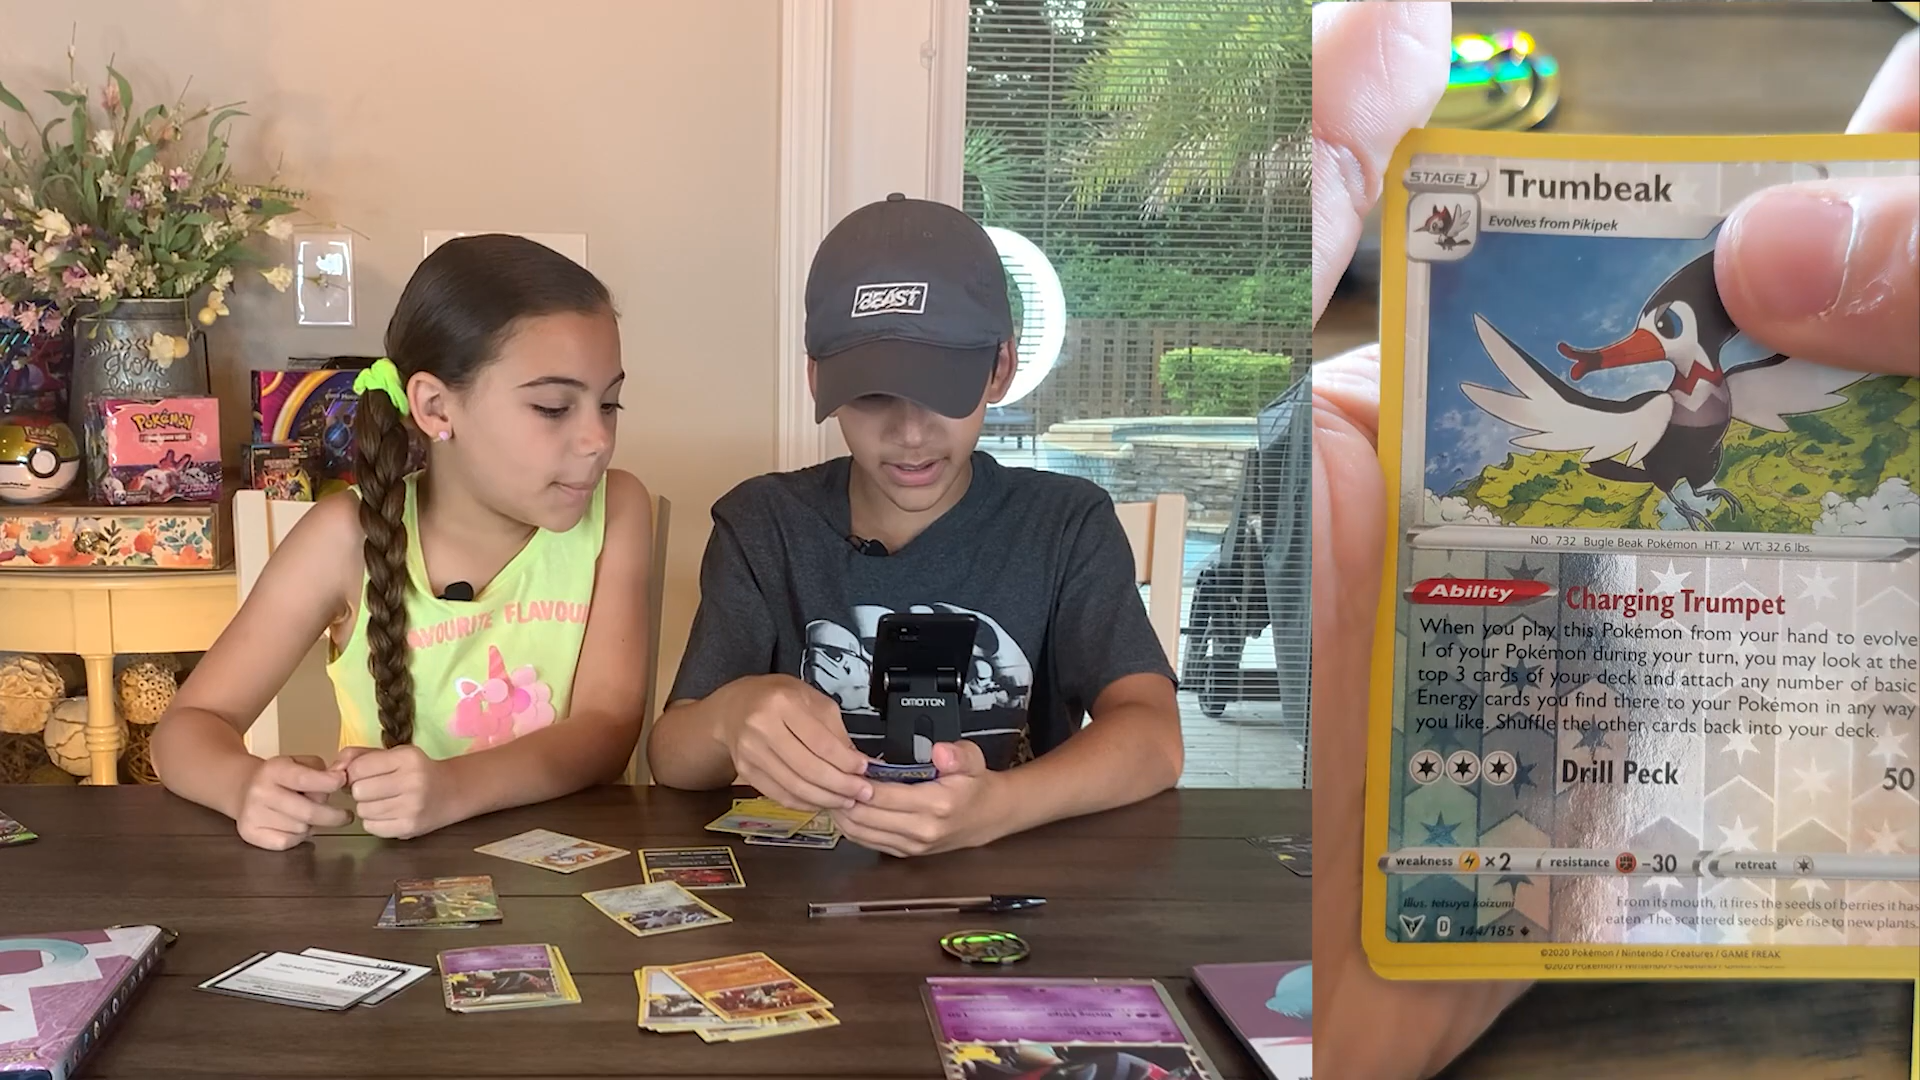 BEAST
Home
Pokémon
AVOURITE FLAVOU
OMOTON
STAGE 1
Trumbeak
Evolves from Pikipek
NO. 732 Bugle Beak Pokémon HT: 2' WT: 32.6 lbs.
Ability
Charging Trumpet
When you play this Pokémon from your hand to evolve
1 of your Pokémon during your turn, you may look at the
top 3 cards of your deck and attach any number of basic
Energy cards you find there to your Pokémon in any way
you like. Shuffle the other cards back into your deck.
Drill Peck 50
weakness ×2 resistance -30 retreat
Illus. tetsuya koizumi
From its mouth, it fires the seeds of berries it has
eaten. The scattered seeds give rise to new plants.
D 144/185
©2020 Pokémon / Nintendo / Creatures / GAME FREAK